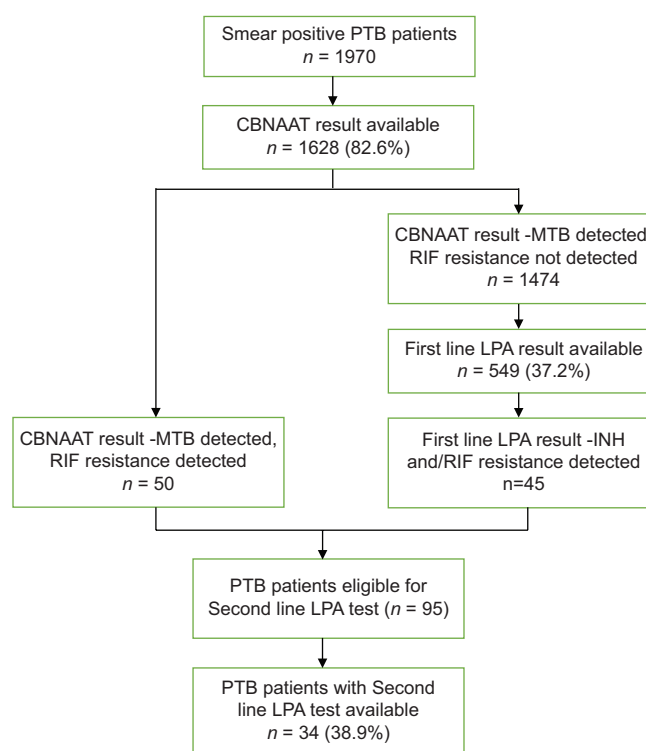 Smear positive PTB patients
n = 1970
CBNAAT result available
n = 1628 (82.6%)
CBNAAT result -MTB detected
RIF resistance not detected
n = 1474
First line LPA result available
n = 549 (37.2%)
CBNAAT result -MTB detected,
RIF resistance detected
n = 50
First line LPA result -INH
and/RIF resistance detected
n=45
PTB patients eligible for
Second line LPA test (n = 95)
PTB patients with Second
line LPA test available
n = 34 (38.9%)